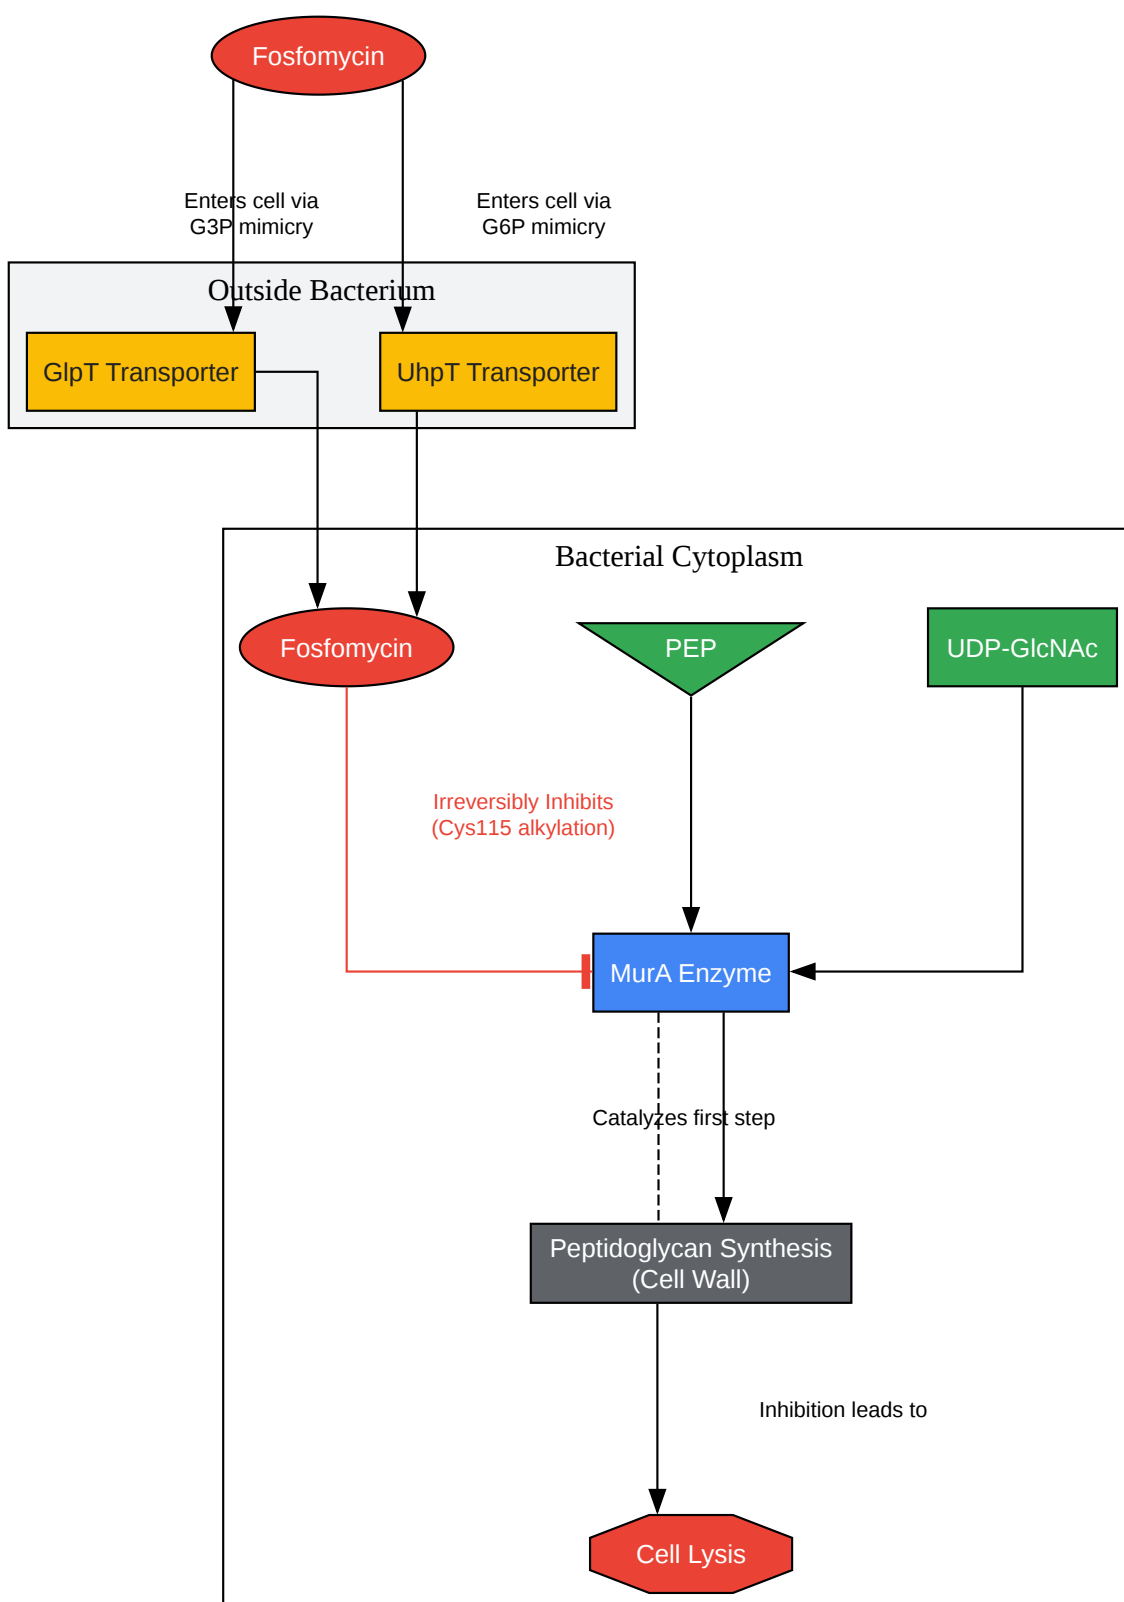 Fosfomycin
Enters cell via
G3P mimicry
Enters cell via
G6P mimicry
Outside Bacterium
GlpT Transporter
UhpT Transporter
Bacterial Cytoplasm
Fosfomycin
PEP
UDP-GlcNAc
Irreversibly Inhibits
(Cys115 alkylation)
MurA Enzyme
Catalyzes first step
Peptidoglycan Synthesis
(Cell Wall)
Inhibition leads to
Cell Lysis